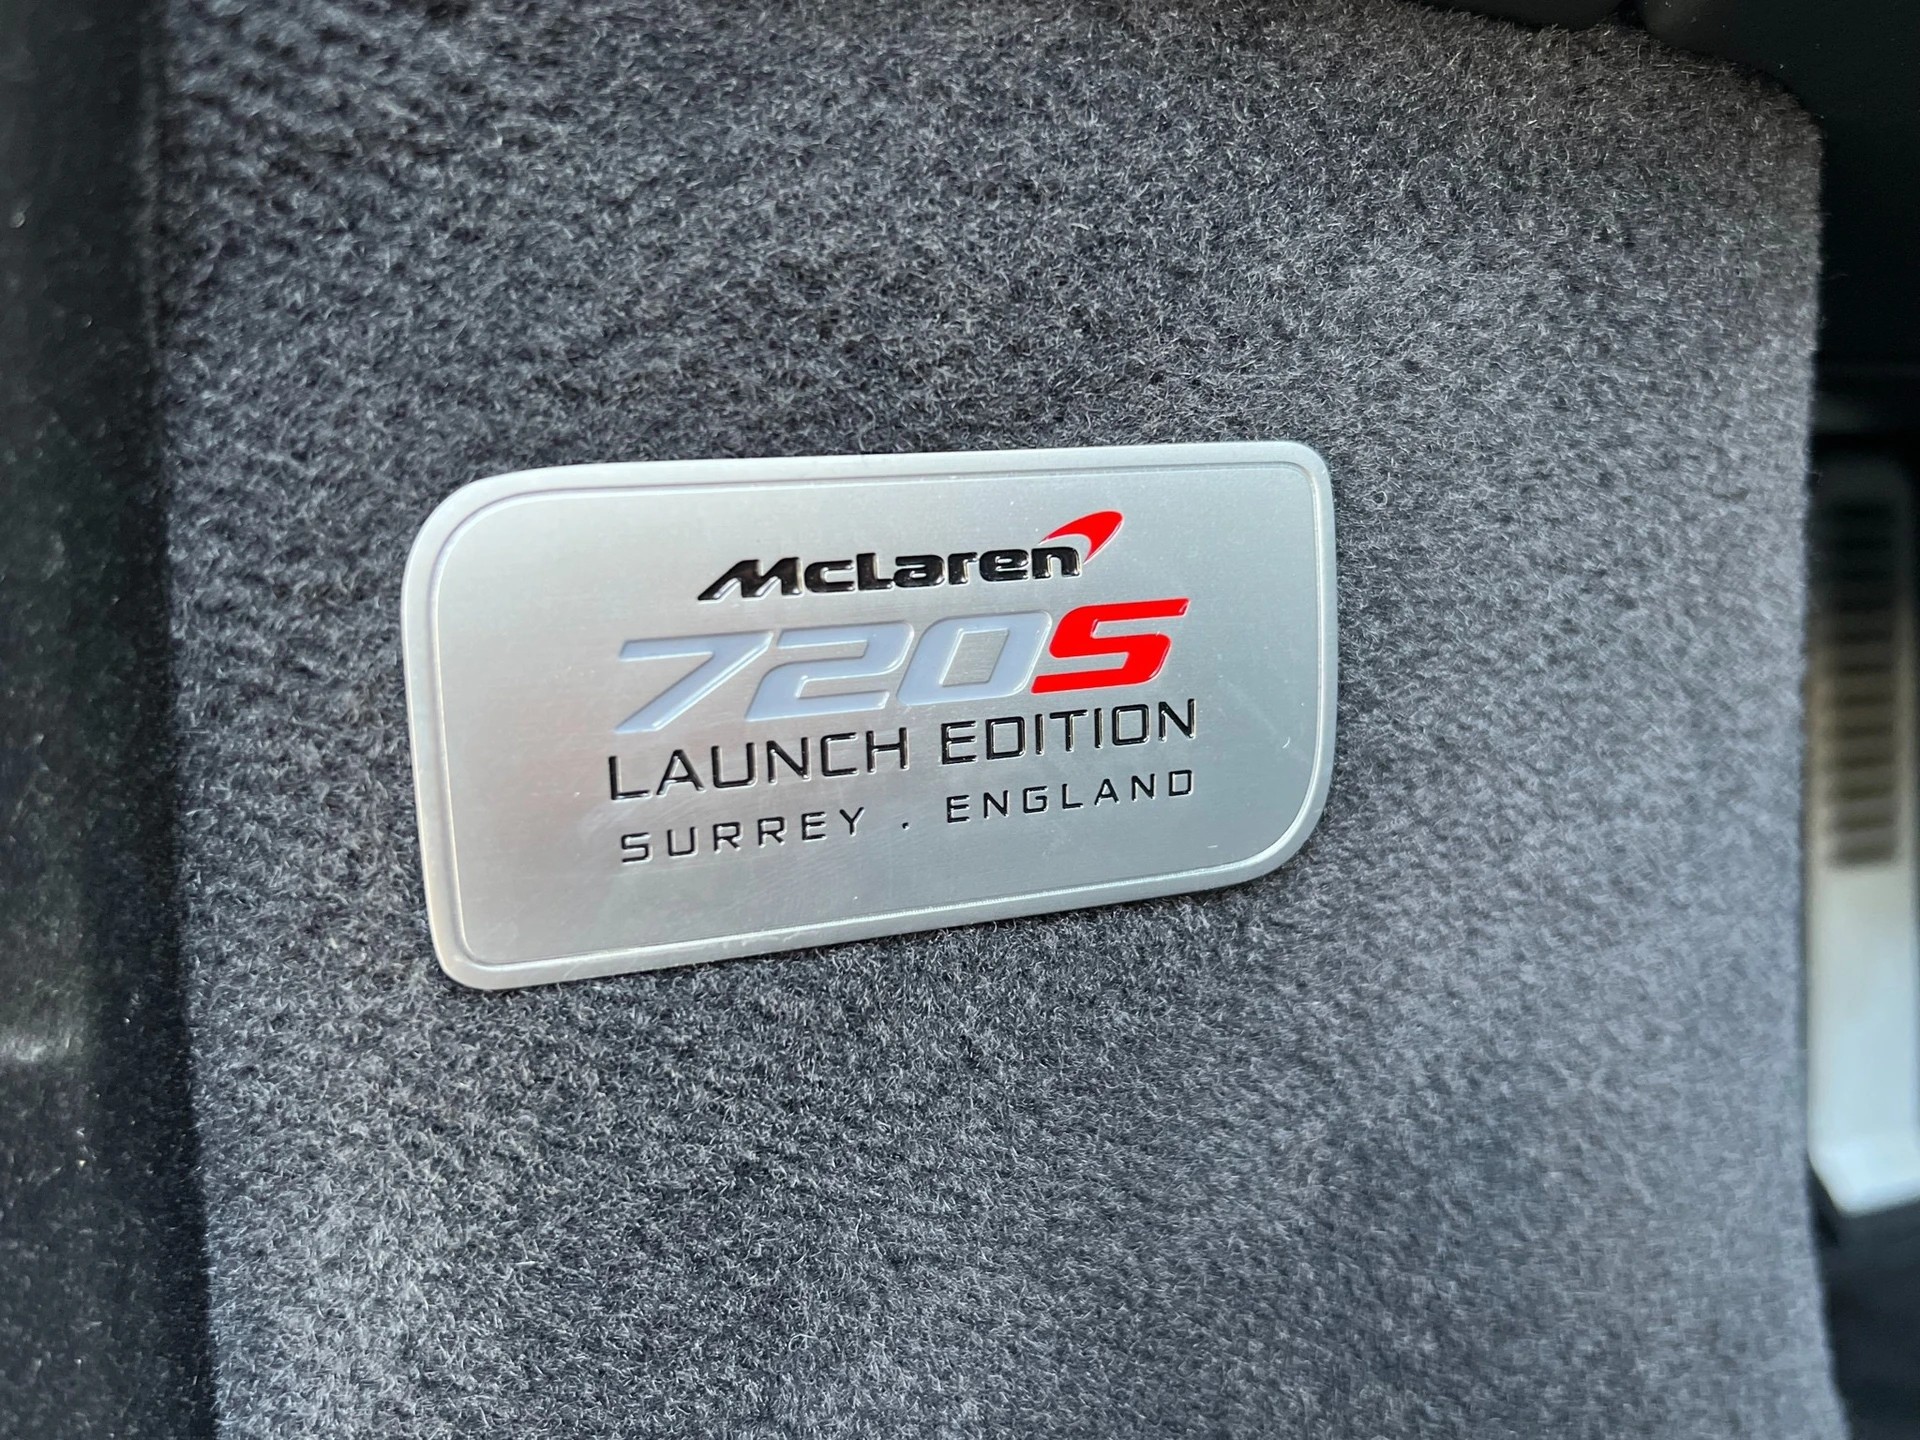 McLaren
720S
LAUNCH EDITION
SURREY . ENGLAND